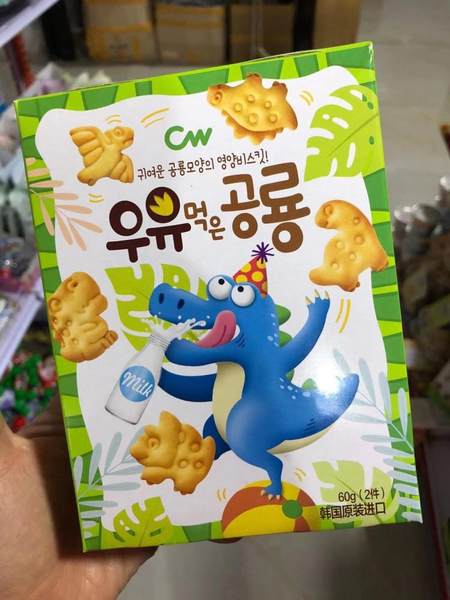 CW
귀여운 공룡모양의 영양비스킷!
우유 먹은 공룡
milk
60g (2件)
韩国原装进口